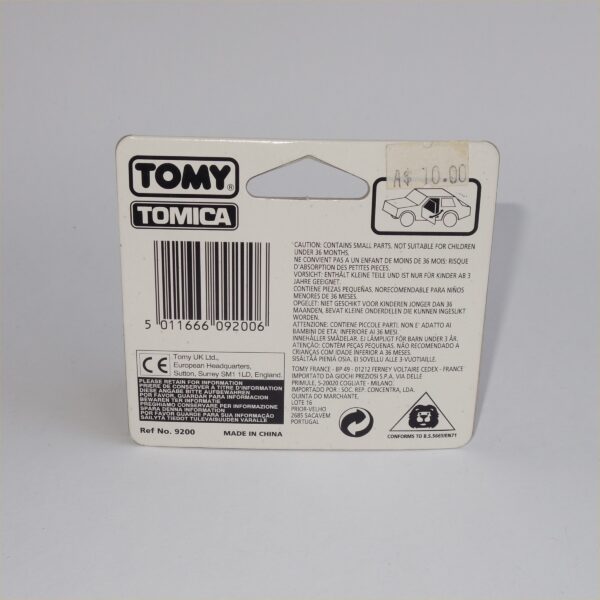 TOMY®
TOMICA
A$ 10.00
5 011666 092006
CAUTION: CONTAINS SMALL PARTS. NOT SUITABLE FOR CHILDREN
UNDER 36 MONTHS.
NE CONVIENT PAS A UN ENFANT DE MOINS DE 36 MOIS: RISQUE
D'ABSORPTION DES PETITES PIECES.
VORSICHT: ENTHÄLT KLEINE TEILE UND IST NUR FÜR KINDER AB 3
JAHRE GEEIGNET.
CONTIENE PIEZAS PEQUEÑAS. NORECOMENDABLE PARA NIÑOS
MENORES DE 36 MESES.
OPGELET: NIET GESCHIKT VOOR KINDEREN JONGER DAN 36
MAANDEN, BEVAT KLEINE ONDERDELEN DIE KUNNEN INGESLIKT
WORDEN.
ATTENZIONE: CONTIENE PICCOLE PARTI. NON E' ADATTO AI
BAMBINI DE ETA' INFERIORE AI 36 MESI.
INNEHÅLLER SMÅDELAR. EJ LÄMPLIGT FÖR BARN UNDER 3 ÅR.
ATENÇÃO: CONTÉM PEÇAS PEQUENAS. NÃO RECOMENDADO À
CRIANÇAS COM IDADE INFERIOR A 36 MESES.
SISÄLTÄÄ PIENIÄ OSIA. EI SOVELLU ALLE 3-VUOTIAILLE.
CE
Tomy UK Ltd.,
European Headquarters,
Sutton, Surrey SM1 1LD, England.
PLEASE RETAIN FOR INFORMATION
PRIERE DE CONSERVER A TITRE D'INFORMATION
DIESE ANGABE BITTE AUFBEWAHREN
POR FAVOR, GUARDAR PARA INFORMACION
BEWAREN TER INFORMATIE
PREGHIAMO CONSERVARE PER INFORMAZIONE
SPARA DENNA INFORMATION
POR FAVOR GUARDE PARA SUA INFORMAÇÃO
SAILYTÄ TIEDOT TULEVAISUUDEN VARALLE
Ref No. 9200 MADE IN CHINA
TOMY FRANCE - BP 49 - 01212 FERNEY VOLTAIRE CEDEX - FRANCE
IMPORTATO DA GIOCHI PREZIOSI S.P.A. VIA DELLE
PRIMULE, 5-20020 COGLIATE - MILANO.
IMPORTADO POR: SOC. REP. CONCENTRA, LDA.
QUINTA DO MARCHANTE.
LOTE 16
PRIOR-VELHO
2685 SACAVEM
PORTUGAL
CONFORMS TO B.S.5665/EN71